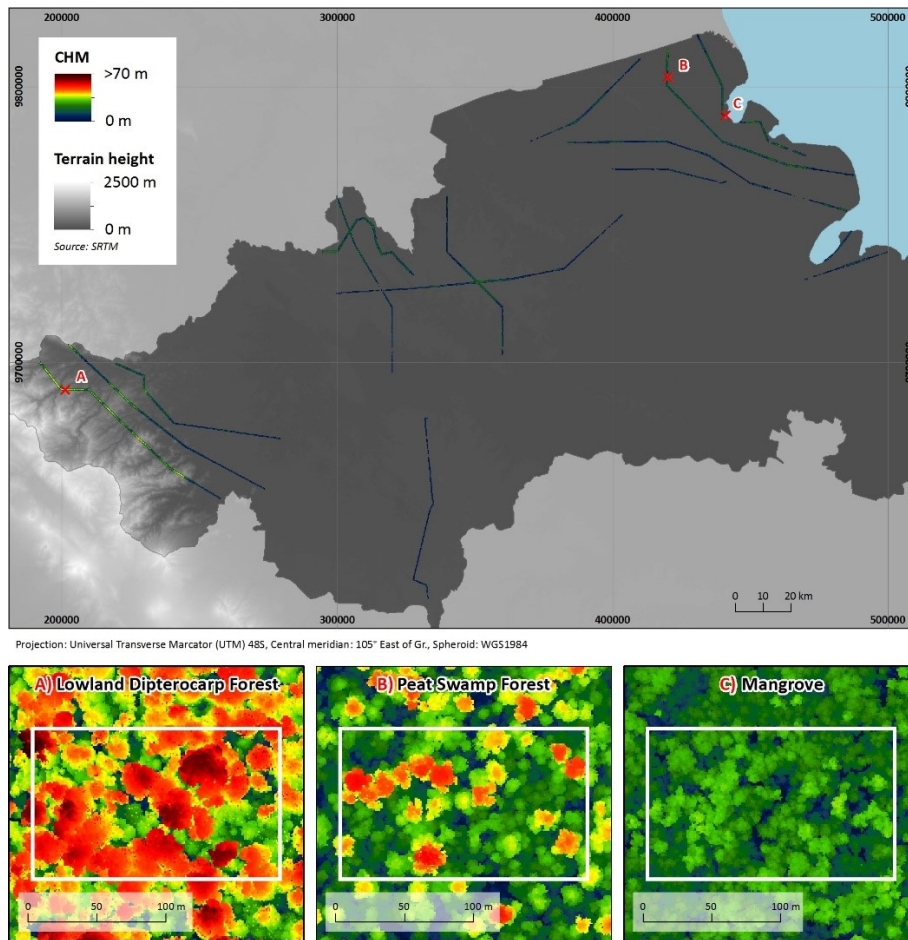 200000
300000
400000
500000
CHM
>70 m
0 m
Terrain height
2500 m
0 m
Source: SRTM
9800000
9800000
B
C
9700000
9700000
A
0 10 20 km
200000
300000
400000
500000
Projection: Universal Transverse Marcator (UTM) 48S, Central meridian: 105° East of Gr., Spheroid: WGS1984
A) Lowland Dipterocarp Forest
0 50 100 m
B) Peat Swamp Forest
0 50 100 m
C) Mangrove
0 50 100 m